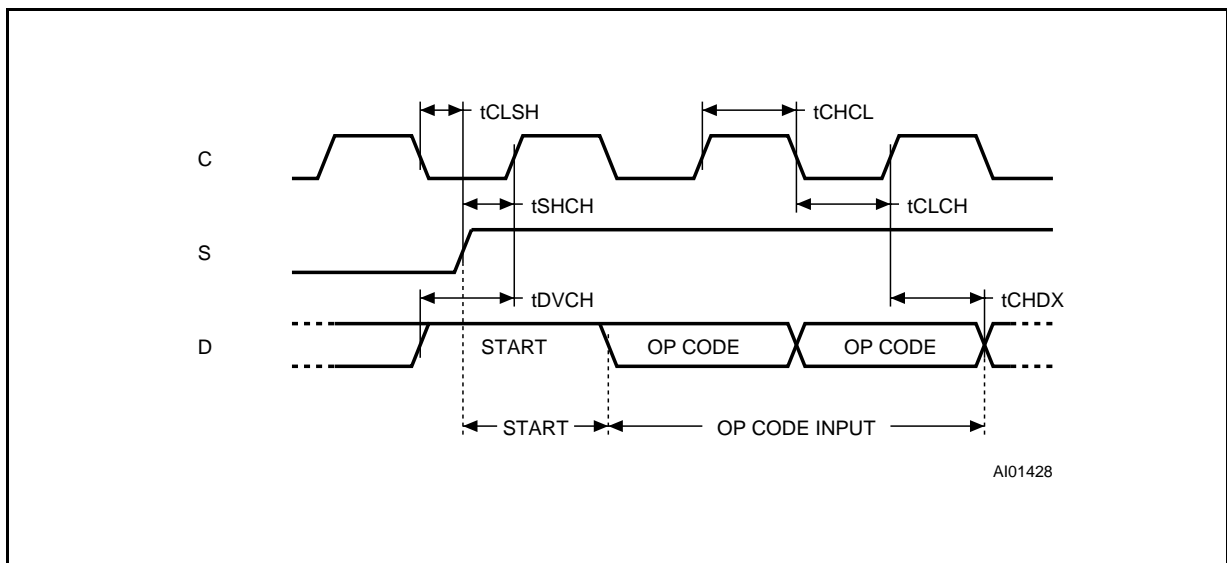 tCLSH
tCHCL
C
tSHCH
tCLCH
S
tDVCH
tCHDX
D
START
OP CODE
OP CODE
START
OP CODE INPUT
AI01428